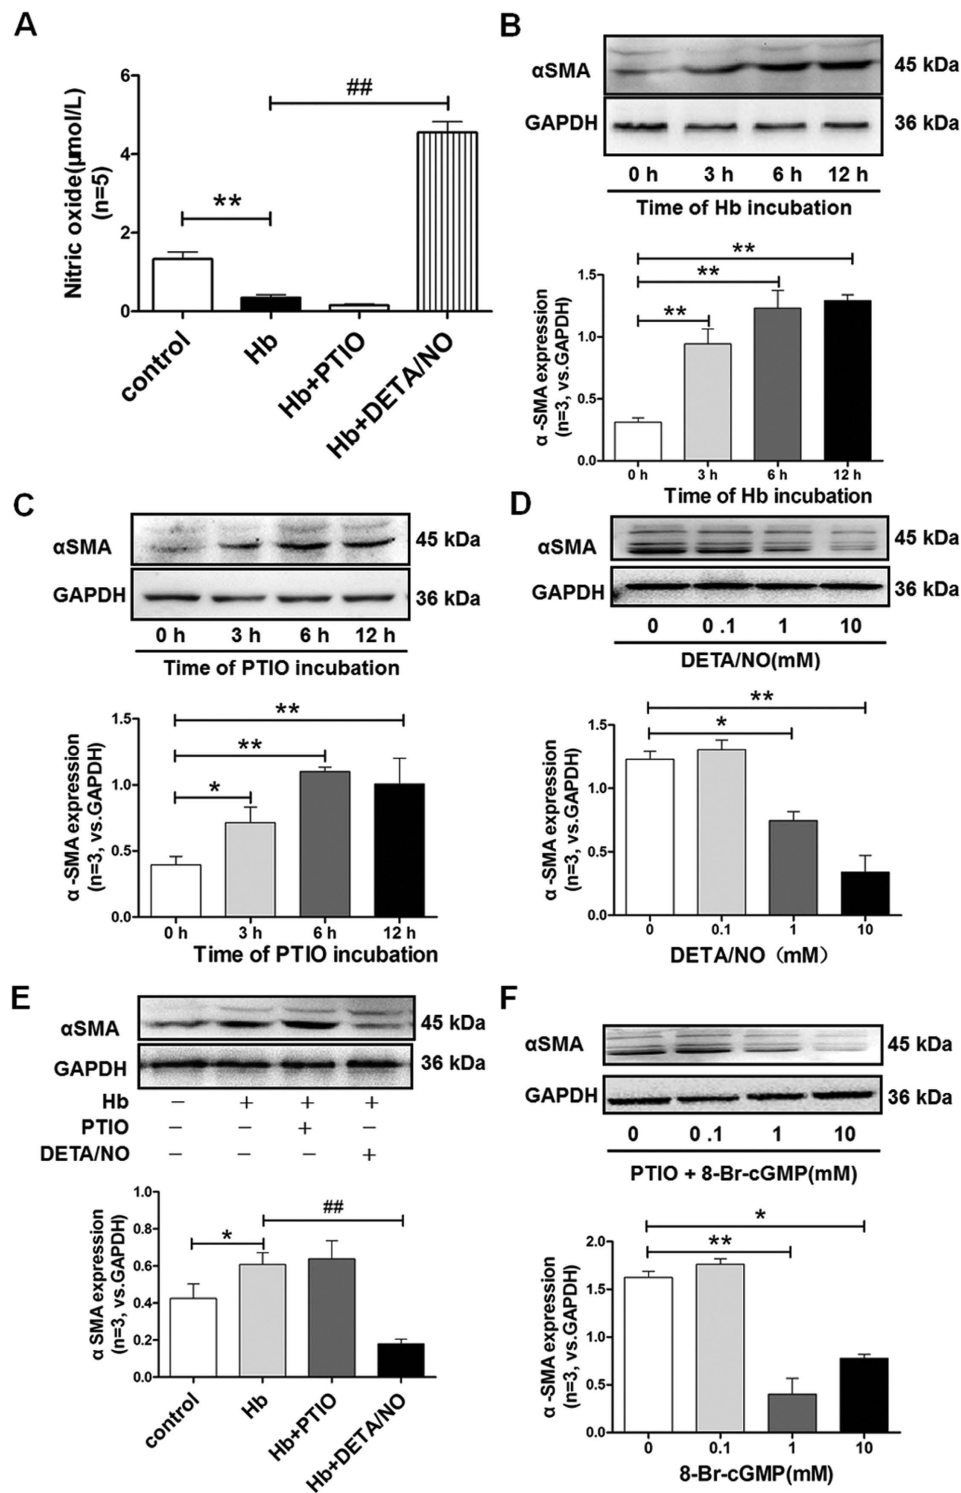 A
Nitric oxide(μmol/L)
(n=5)
6
4
2
0
**
##
control
Hb
Hb+PTIO
Hb+DETA/NO
B
αSMA
45 kDa
GAPDH
36 kDa
0 h 3 h 6 h 12 h
Time of Hb incubation
α -SMA expression
(n=3, vs.GAPDH)
1.5
1.0
0.5
0.0
**
**
**
0 h 3 h 6 h 12 h
Time of Hb incubation
C
αSMA
45 kDa
GAPDH
36 kDa
0 h 3 h 6 h 12 h
Time of PTIO incubation
α -SMA expression
(n=3, vs.GAPDH)
1.5
1.0
0.5
0.0
**
**
*
0 h 3 h 6 h 12 h
Time of PTIO incubation
D
αSMA
45 kDa
GAPDH
36 kDa
0 0 .1 1 10
DETA/NO(mM)
α -SMA expression
(n=3, vs.GAPDH)
1.5
1.0
0.5
0.0
**
*
0 0.1 1 10
DETA/NO（mM）
E
αSMA
45 kDa
GAPDH
36 kDa
Hb − + + +
PTIO − − + −
DETA/NO − − − +
α SMA expression
(n=3, vs.GAPDH)
1.0
0.8
0.6
0.4
0.2
0.0
*
##
control
Hb
Hb+PTIO
Hb+DETA/NO
F
αSMA
45 kDa
GAPDH
36 kDa
0 0 .1 1 10
PTIO + 8-Br-cGMP(mM)
α -SMA expression
(n=3, vs.GAPDH)
2.0
1.5
1.0
0.5
0.0
*
**
0 0.1 1 10
8-Br-cGMP(mM)